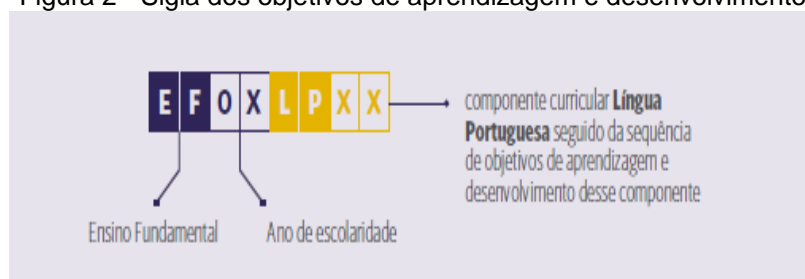 Figura 2 - Sigla dos objetivos de aprendizagem e desenvolvimento
E F 0 X L P X X
componente curricular Língua
Portuguesa seguido da sequência
de objetivos de aprendizagem e
desenvolvimento desse componente
Ensino Fundamental
Ano de escolaridade